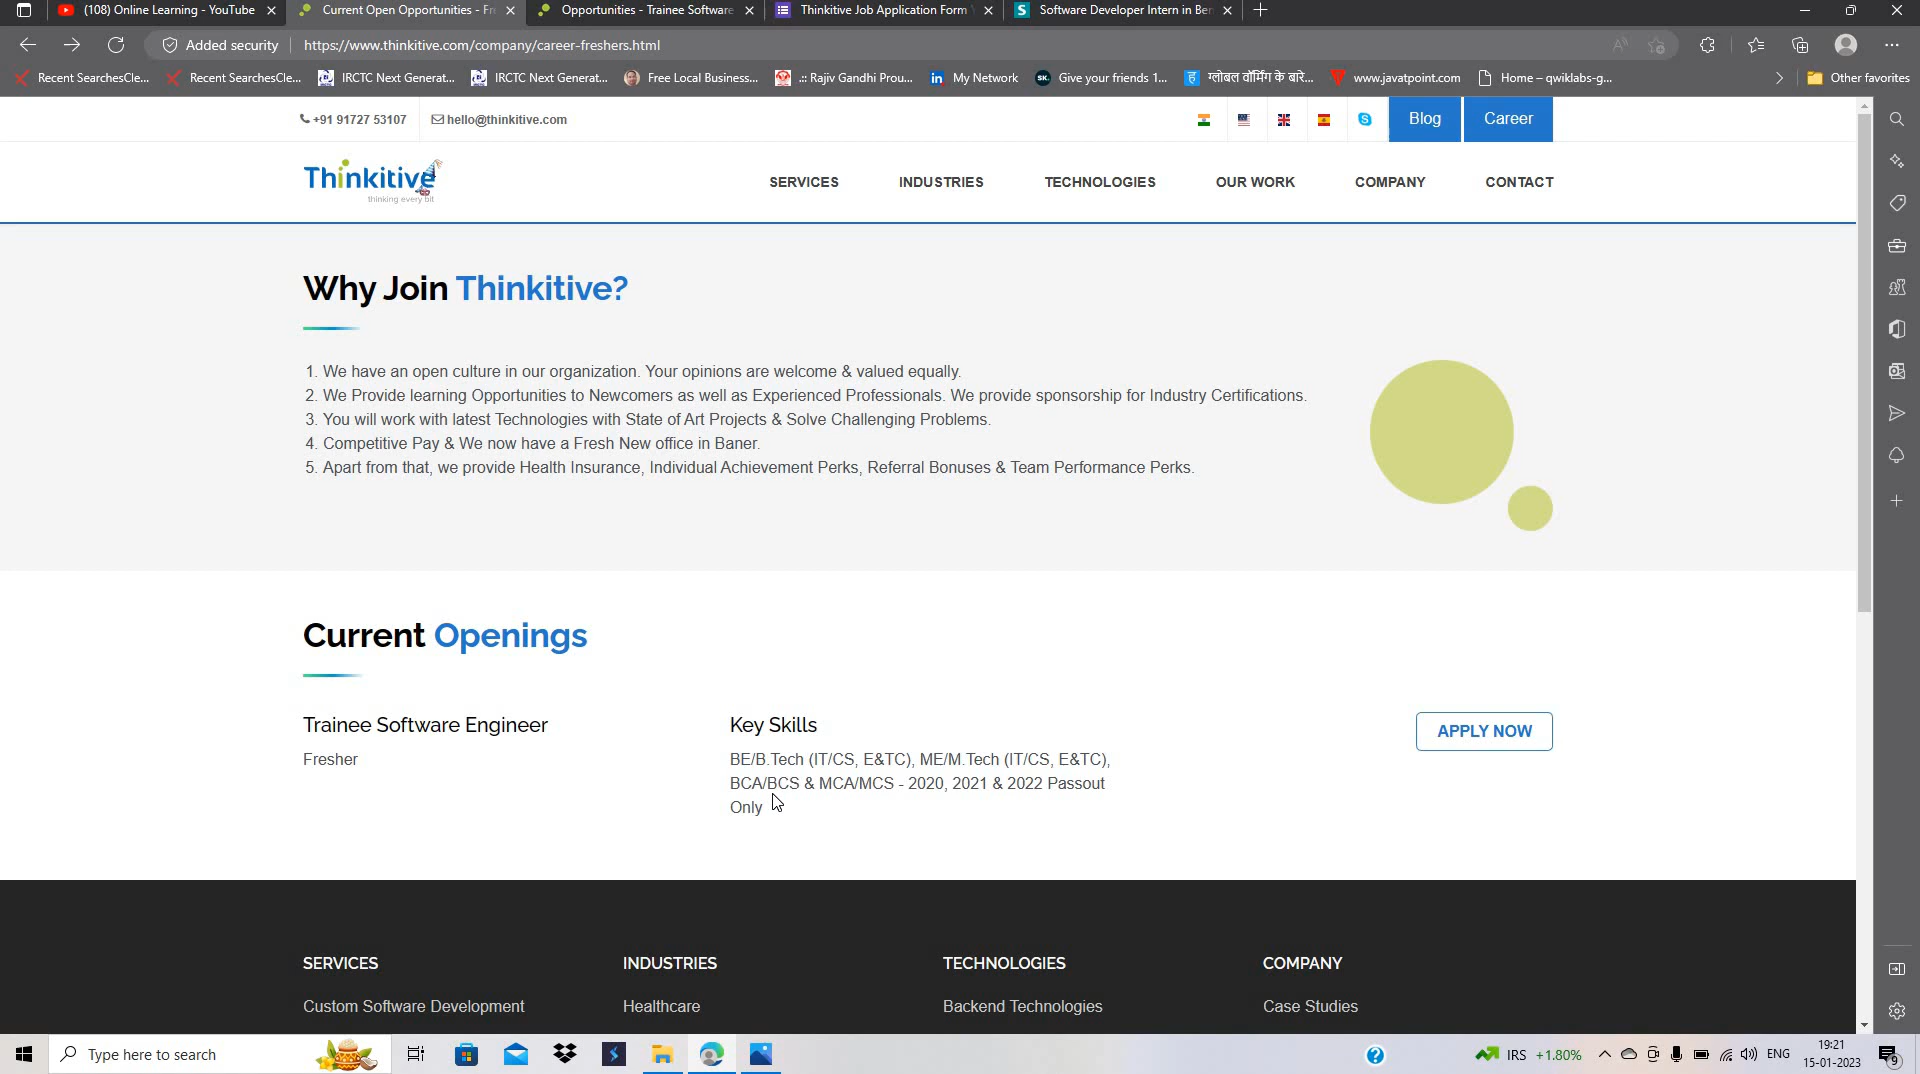 (108) Online Learning - YouTube
Current Open Opportunities - Fr
Opportunities - Trainee Software
Thinkitive Job Application Form
Software Developer Intern in Ber
Added security
https://www.thinkitive.com/company/career-freshers.html
Recent SearchesCle...
Recent SearchesCle...
IRCTC Next Generat...
IRCTC Next Generat...
Free Local Business...
.:: Rajiv Gandhi Prou...
My Network
Give your friends 1...
ग्लोबल वॉर्मिंग के बारे...
www.javatpoint.com
Home – qwiklabs-g...
Other favorites
+91 91727 53107
hello@thinkitive.com
Blog
Career
Thinkitive
thinking every bit
SERVICES
INDUSTRIES
TECHNOLOGIES
OUR WORK
COMPANY
CONTACT
Why Join Thinkitive?
1. We have an open culture in our organization. Your opinions are welcome & valued equally.
2. We Provide learning Opportunities to Newcomers as well as Experienced Professionals. We provide sponsorship for Industry Certifications.
3. You will work with latest Technologies with State of Art Projects & Solve Challenging Problems.
4. Competitive Pay & We now have a Fresh New office in Baner.
5. Apart from that, we provide Health Insurance, Individual Achievement Perks, Referral Bonuses & Team Performance Perks.
Current Openings
Trainee Software Engineer
Fresher
Key Skills
BE/B.Tech (IT/CS, E&TC), ME/M.Tech (IT/CS, E&TC),
BCA/BCS & MCA/MCS - 2020, 2021 & 2022 Passout
Only
APPLY NOW
SERVICES
INDUSTRIES
TECHNOLOGIES
COMPANY
Custom Software Development
Healthcare
Backend Technologies
Case Studies
Type here to search
IRS +1.80%
ENG
19:21
15-01-2023
9